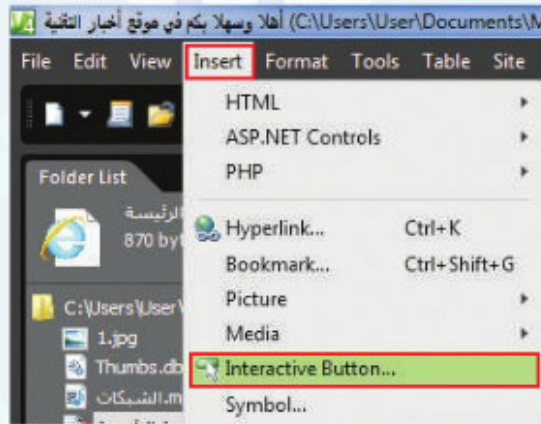 (C:\Users\User\Documents\M أهلا وسهلا بكم في موقع أخبار التقنية
File Edit View Insert Format Tools Table Site
HTML
ASP.NET Controls
PHP
Folder List
الرئيسة
870 byt
Hyperlink... Ctrl+K
Bookmark... Ctrl+Shift+G
Picture
C:\Users\User\
Media
1.jpg
Thumbs.db
Interactive Button...
الشبكات.m
Symbol...